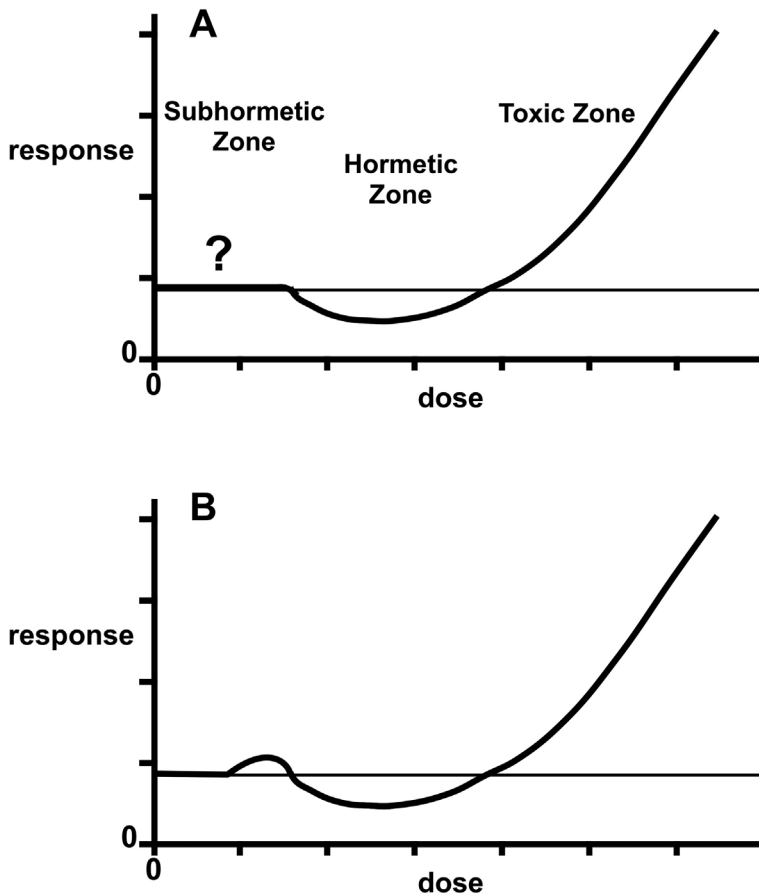 A
Subhormetic
Zone
Toxic Zone
response
Hormetic
Zone
?
0
0
dose
B
response
0
0
dose